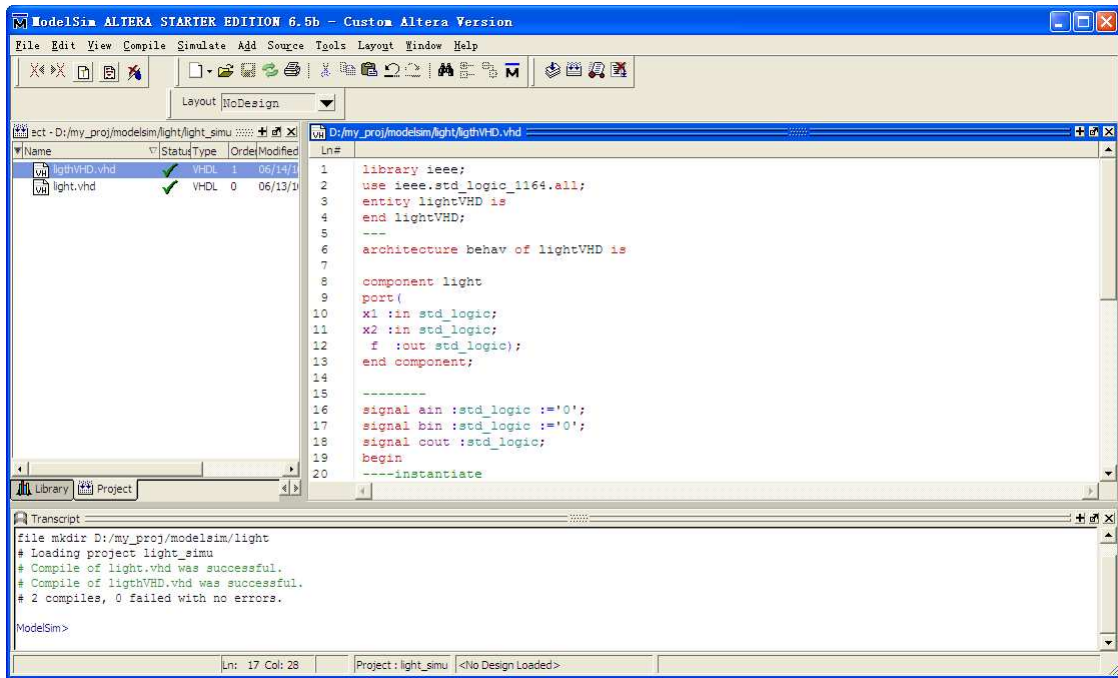 ModelSim ALTERA STARTER EDITION 6.5b - Custom Altera Version
File Edit View Compile Simulate Add Source Tools Layout Window Help
Layout NoDesign
ect - D:/my_proj/modelsim/light/light_simu
Name Status Type Order Modified
ligthVHD.vhd VHDL 1 06/14/1
light.vhd VHDL 0 06/13/1
Library Project
D:/my_proj/modelsim/light/ligthVHD.vhd
Ln#
1 library ieee;
2 use ieee.std_logic_1164.all;
3 entity lightVHD is
4 end lightVHD;
5 ---
6 architecture behav of lightVHD is
7
8 component light
9 port(
10 x1 :in std_logic;
11 x2 :in std_logic;
12 f :out std_logic);
13 end component;
14
15 --------
16 signal ain :std_logic :='0';
17 signal bin :std_logic :='0';
18 signal cout :std_logic;
19 begin
20 ----instantiate
Transcript
file mkdir D:/my_proj/modelsim/light
# Loading project light_simu
# Compile of light.vhd was successful.
# Compile of ligthVHD.vhd was successful.
# 2 compiles, 0 failed with no errors.
ModelSim>
Ln: 17 Col: 28 Project : light_simu <No Design Loaded>